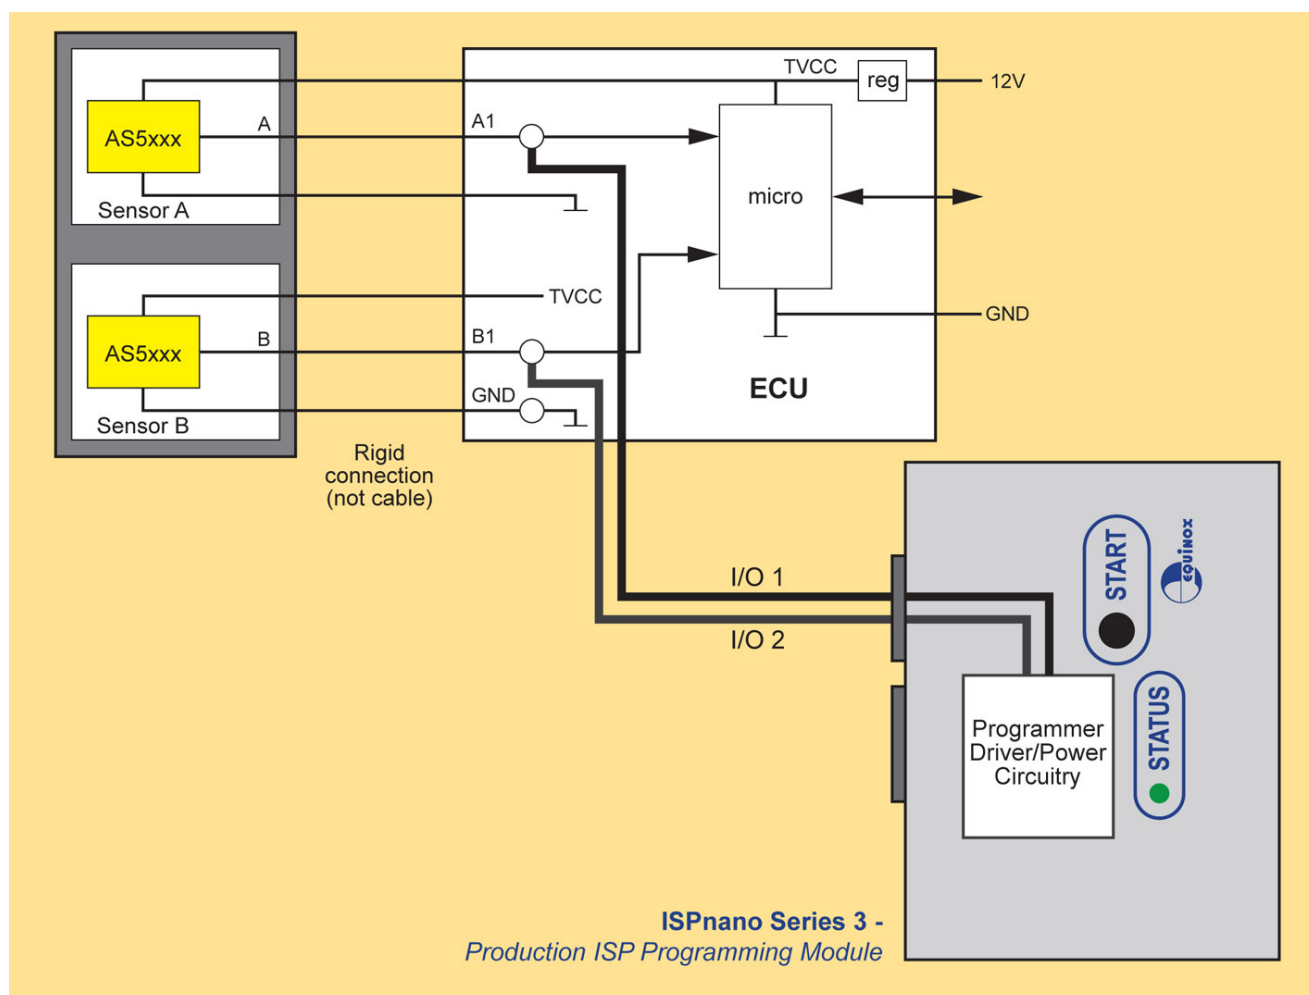 TVCC
reg
12V
AS5xxx
A
A1
micro
Sensor A
TVCC
AS5xxx
B
B1
GND
ECU
GND
Sensor B
Rigid
connection
(not cable)
I/O 1
I/O 2
START
EQUINOX
STATUS
Programmer
Driver/Power
Circuitry
ISPnano Series 3 -
Production ISP Programming Module